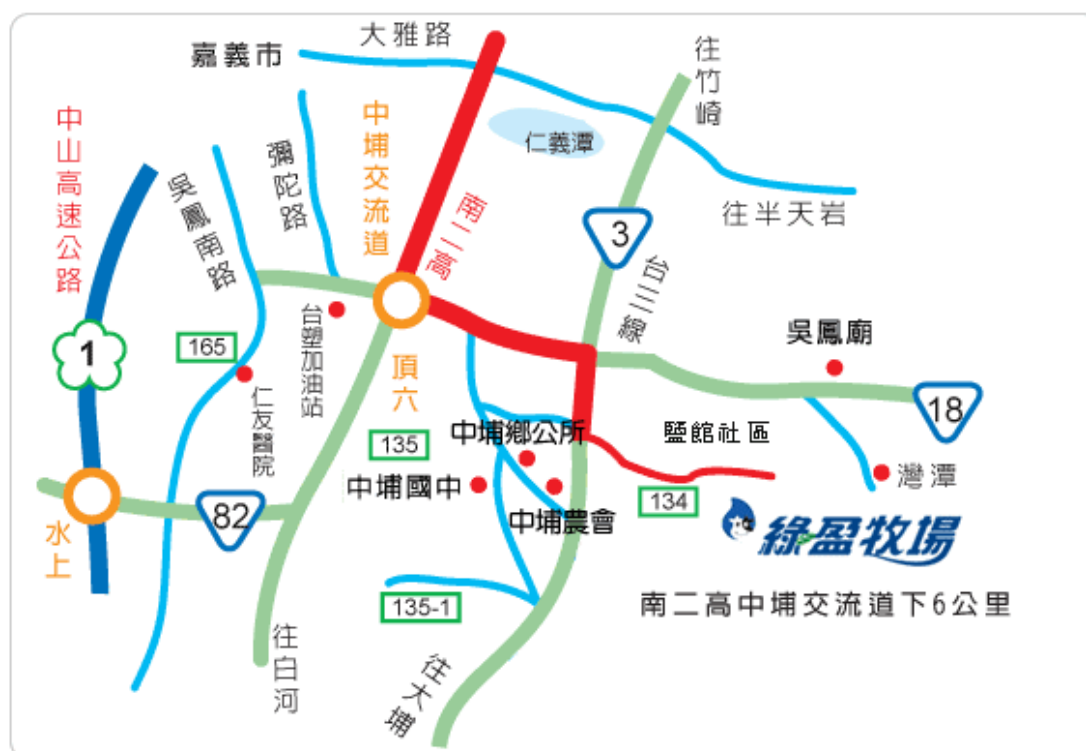 大雅路
嘉義市
往竹崎
中山高速公路
中埔交流道
仁義潭
彌陀路
吳鳳南路
南二高
往半天岩
3
台三線
台塑加油站
165
1
頂六
吳鳳廟
仁友醫院
18
135
中埔鄉公所
鹽館社區
中埔國中
灣潭
134
82
中埔農會
水上
綠盈牧場
135-1
南二高中埔交流道下6公里
往白河
往大埔